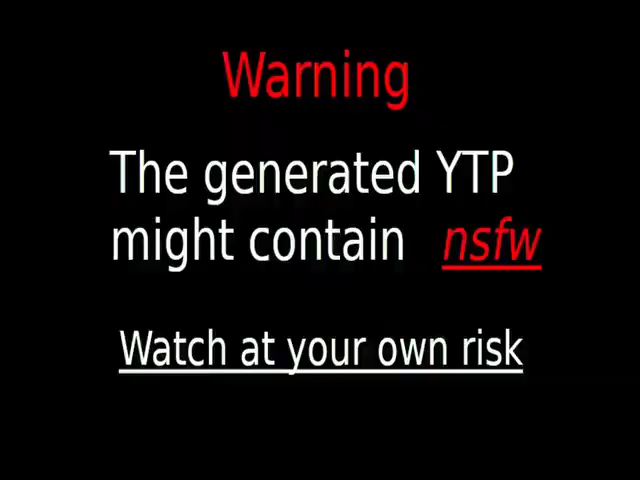 Warning
The generated YTP
might contain nsfw
Watch at your own risk